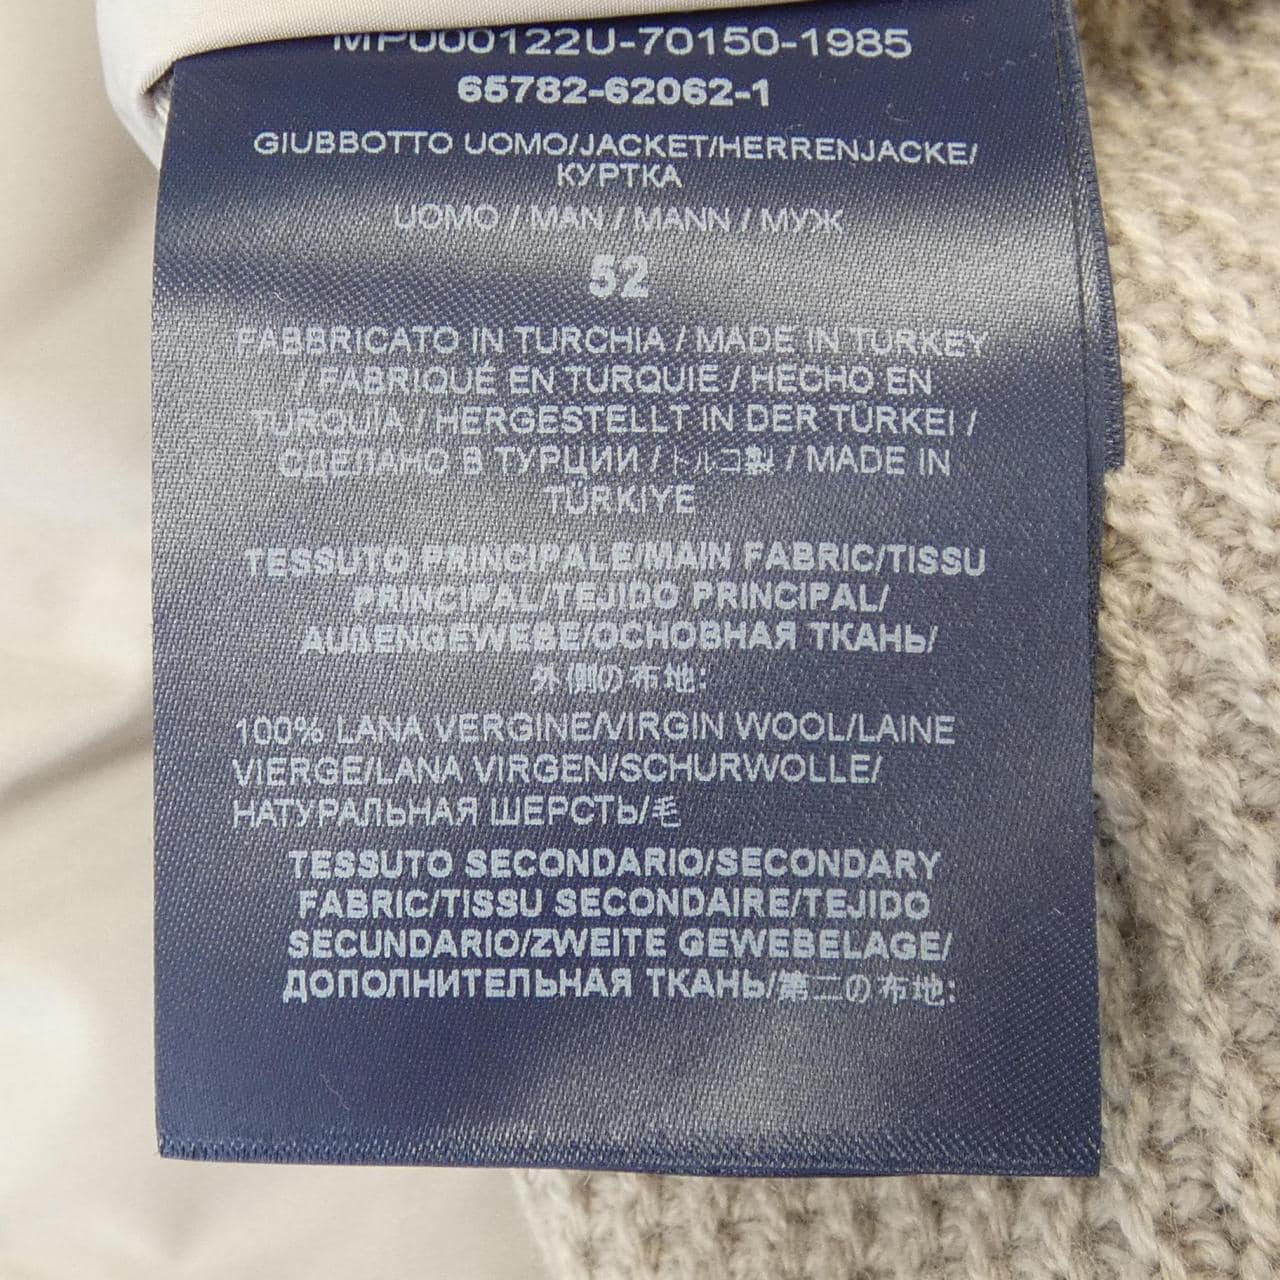 MP000122U-70150-1985
65782-62062-1
GIUBBOTTO UOMO/JACKET/HERRENJACKE/
КУРТКА
UOMO / MAN / MANN / МУЖ
52
FABBRICATO IN TURCHIA / MADE IN TURKEY
/ FABRIQUÉ EN TURQUIE / HECHO EN
TURQUÍA / HERGESTELLT IN DER TÜRKEI /
СДЕЛАНО В ТУРЦИИ / トルコ製 / MADE IN
TÜRKIYE
TESSUTO PRINCIPALE/MAIN FABRIC/TISSU
PRINCIPAL/TEJIDO PRINCIPAL/
AUßENGEWEBE/ОСНОВНАЯ ТКАНЬ/
外側の布地:
100% LANA VERGINE/VIRGIN WOOL/LAINE
VIERGE/LANA VIRGEN/SCHURWOLLE/
НАТУРАЛЬНАЯ ШЕРСТЬ/毛
TESSUTO SECONDARIO/SECONDARY
FABRIC/TISSU SECONDAIRE/TEJIDO
SECUNDARIO/ZWEITE GEWEBELAGE/
ДОПОЛНИТЕЛЬНАЯ ТКАНЬ/第二の布地: